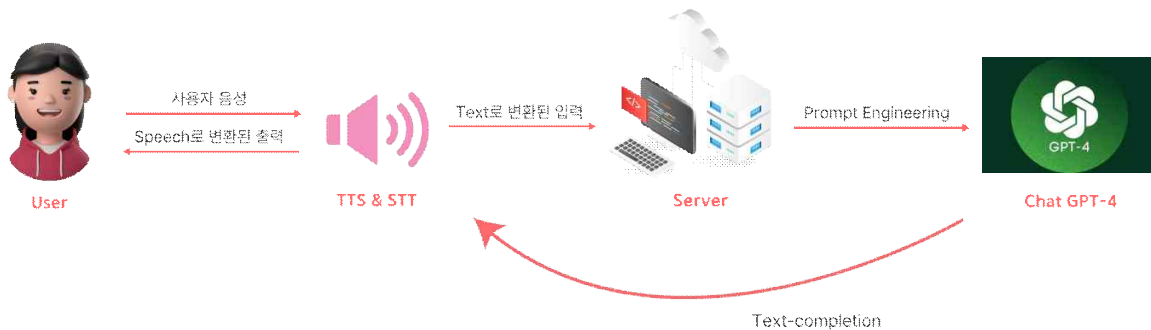 사용자 음성
Speech로 변환된 출력
User
TTS & STT
Text로 변환된 입력
</>
Server
Prompt Engineering
GPT-4
Chat GPT-4
Text-completion